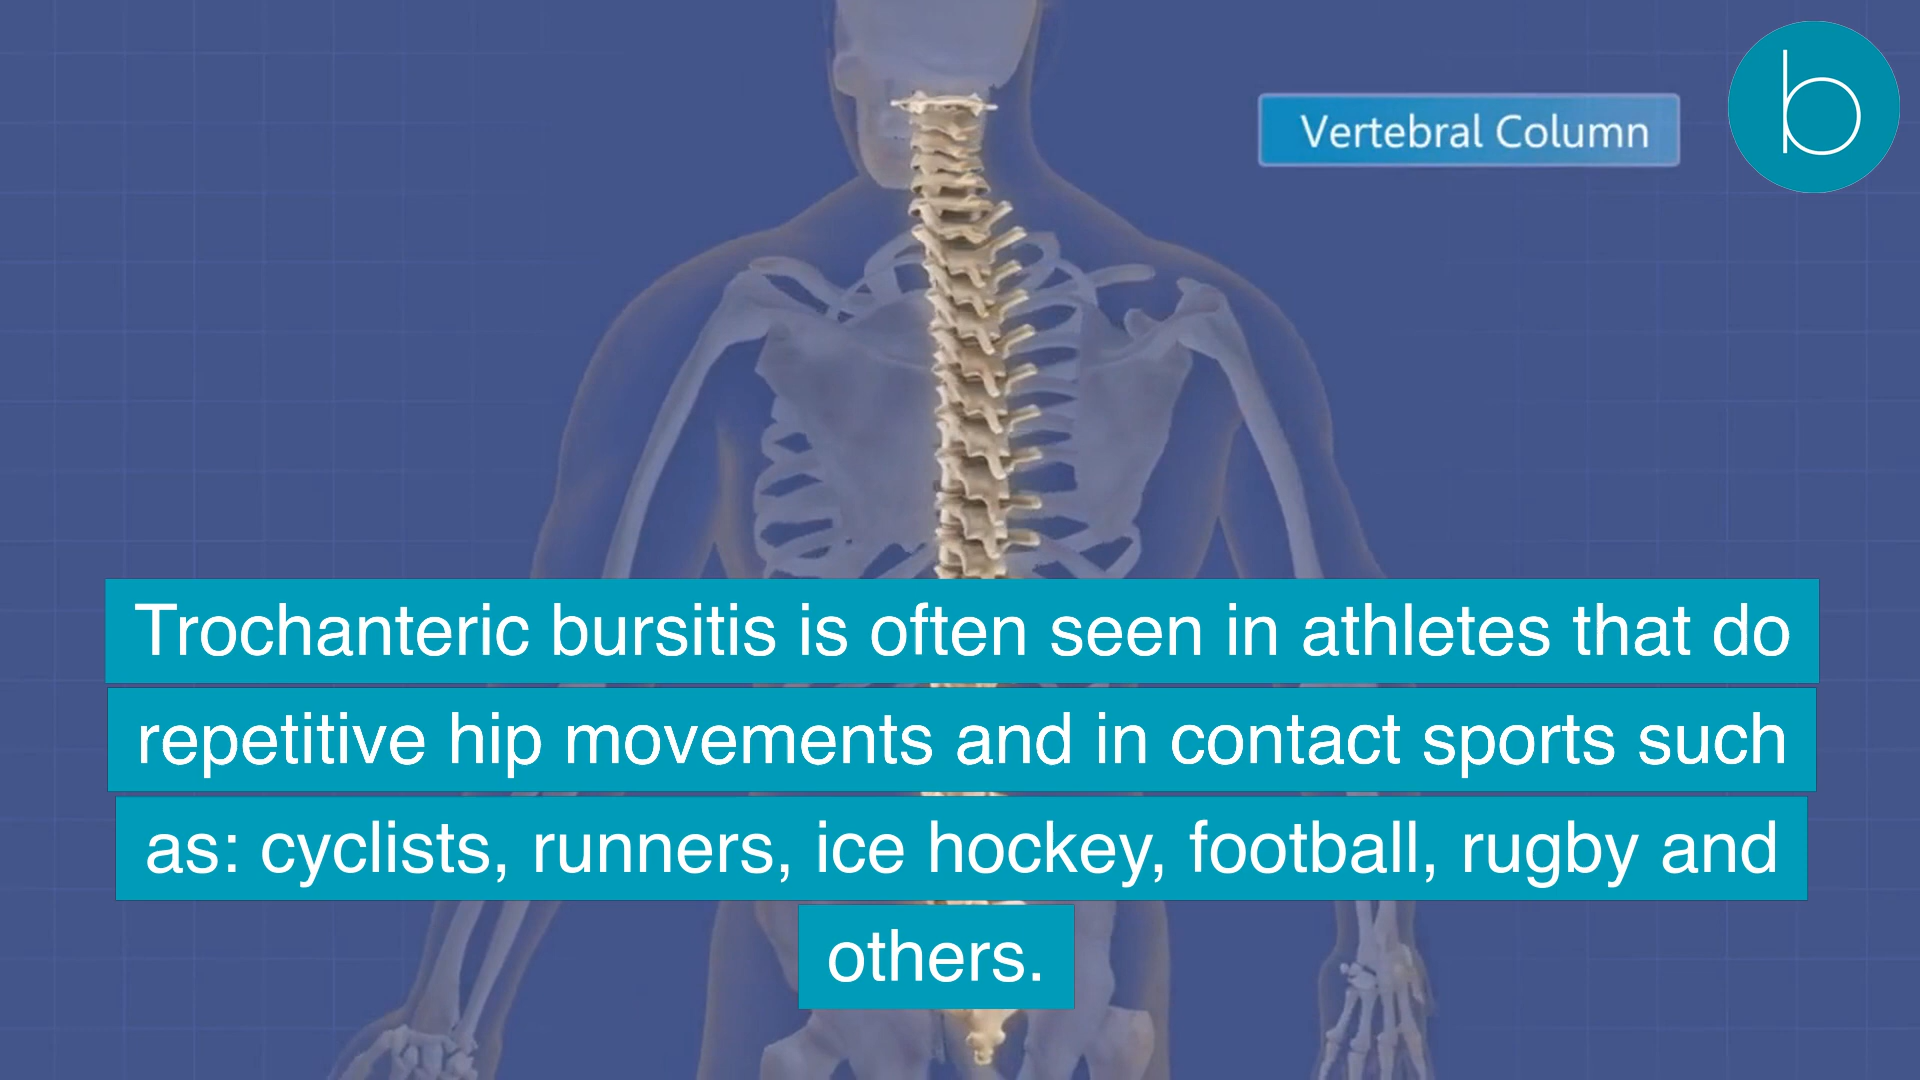 Vertebral Column
b
Trochanteric bursitis is often seen in athletes that do
repetitive hip movements and in contact sports such
as: cyclists, runners, ice hockey, football, rugby and
others.